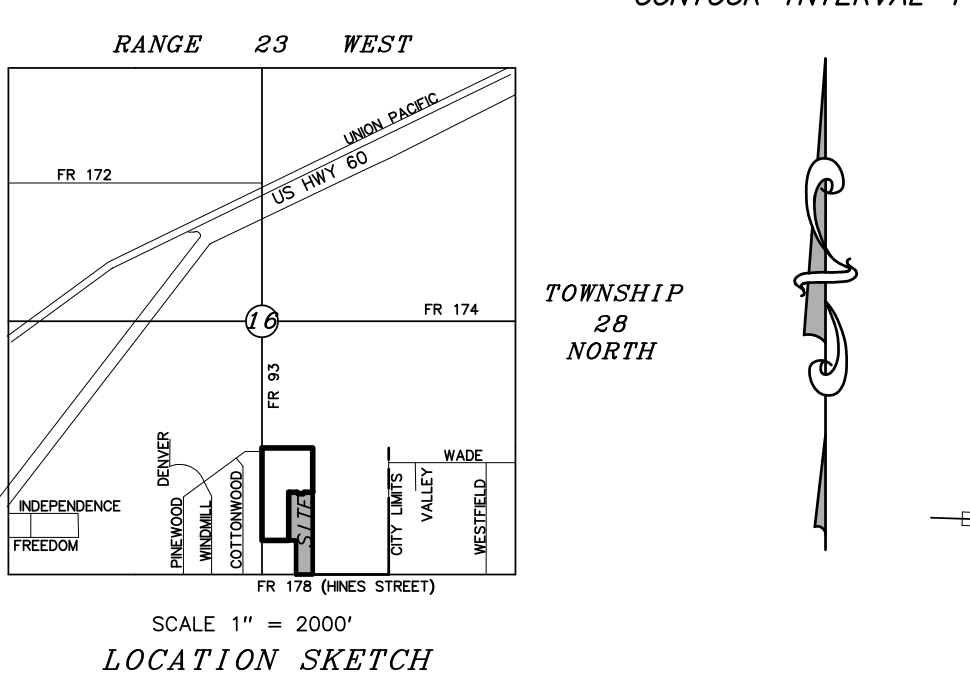 RANGE 23 WEST
UNION PACIFIC
US HWY 60
FR 172
TOWNSHIP
28
NORTH
FR 174
16
FR 93
DENVER
WADE
INDEPENDENCE
FREEDOM
PINEWOOD
WINDMILL
COTTONWOOD
SITE
CITY LIMITS
VALLEY
WESTFIELD
FR 178 (HINES STREET)
SCALE 1" = 2000'
LOCATION SKETCH